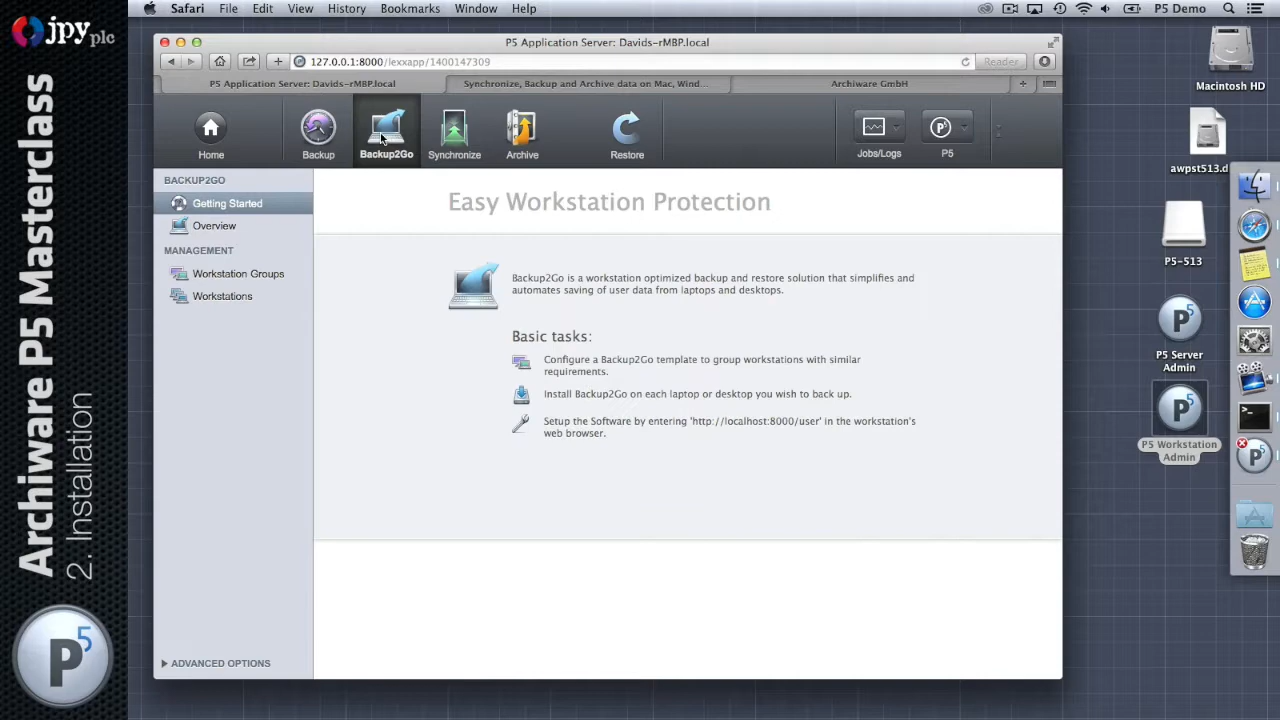 jpy plc
Archiware P5 Masterclass
2. Installation
P5
Safari File Edit View History Bookmarks Window Help
P5 Demo
P5 Application Server: Davids-rMBP.local
127.0.0.1:8000/lexxapp/1400147309
Reader
P5 Application Server: Davids-rMBP.local
Synchronize, Backup and Archive data on Mac, Wind...
Archiware GmbH
Home
Backup
Backup2Go
Synchronize
Archive
Restore
Jobs/Logs
P5
BACKUP2GO
Getting Started
Overview
MANAGEMENT
Workstation Groups
Workstations
ADVANCED OPTIONS
Easy Workstation Protection
Backup2Go is a workstation optimized backup and restore solution that simplifies and
automates saving of user data from laptops and desktops.
Basic tasks:
Configure a Backup2Go template to group workstations with similar
requirements.
Install Backup2Go on each laptop or desktop you wish to back up.
Setup the Software by entering 'http://localhost:8000/user' in the workstation's
web browser.
Macintosh HD
awpst513.d
P5-513
P5 Server
Admin
P5 Workstation
Admin